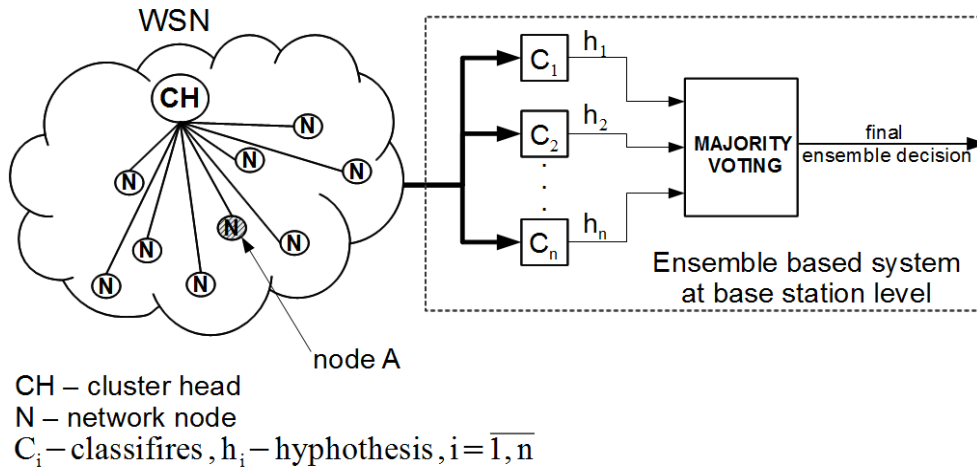 WSN
CH
N
N
N
N
N
N
N
N
N
node A
C₁
h₁
C₂
h₂
.
.
.
Cₙ
hₙ
MAJORITY
VOTING
final
ensemble decision
Ensemble based system
at base station level
CH – cluster head
N – network node
Cᵢ – classifires , hᵢ – hyphothesis , i = 1̅,̅ n̅